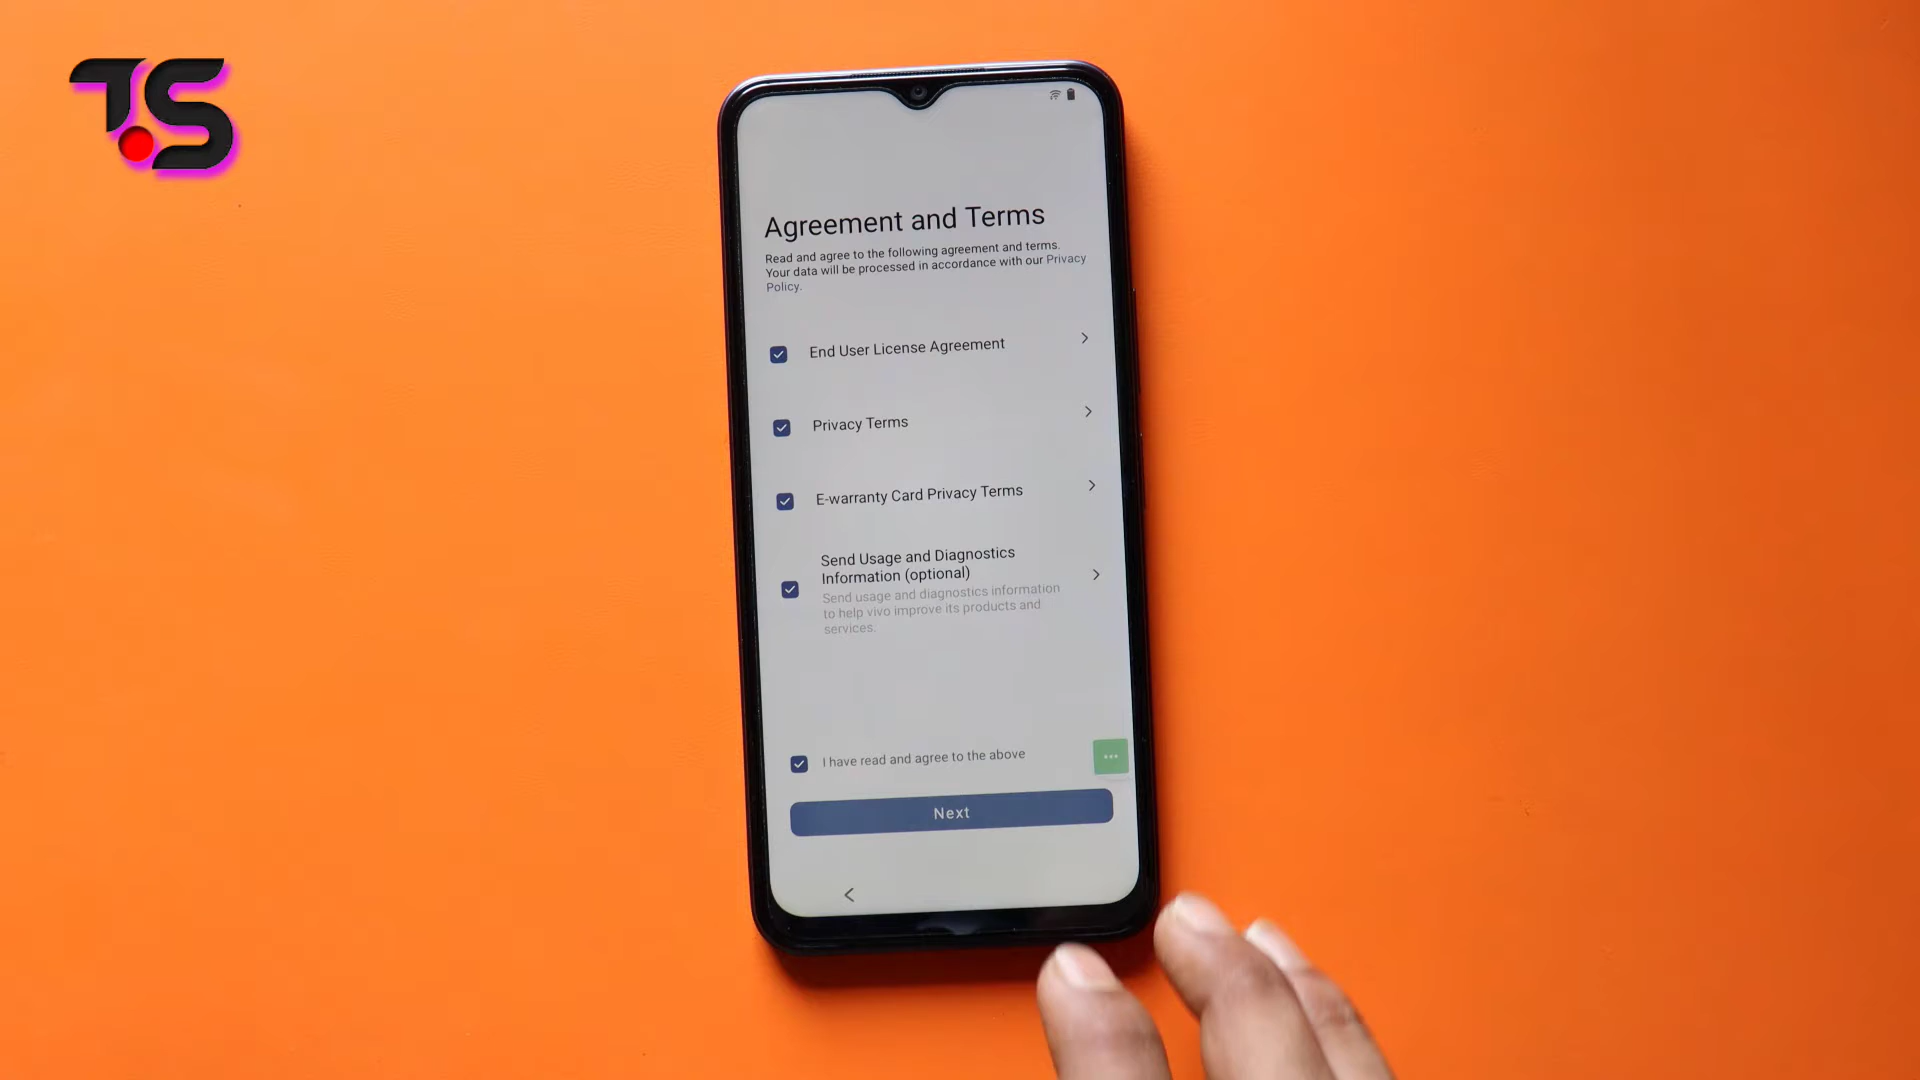 T.S
Agreement and Terms
Read and agree to the following agreement and terms.
Your data will be processed in accordance with our Privacy
Policy.
End User License Agreement
Privacy Terms
E-warranty Card Privacy Terms
Send Usage and Diagnostics
Information (optional)
Send usage and diagnostics information
to help vivo improve its products and
services.
I have read and agree to the above
Next